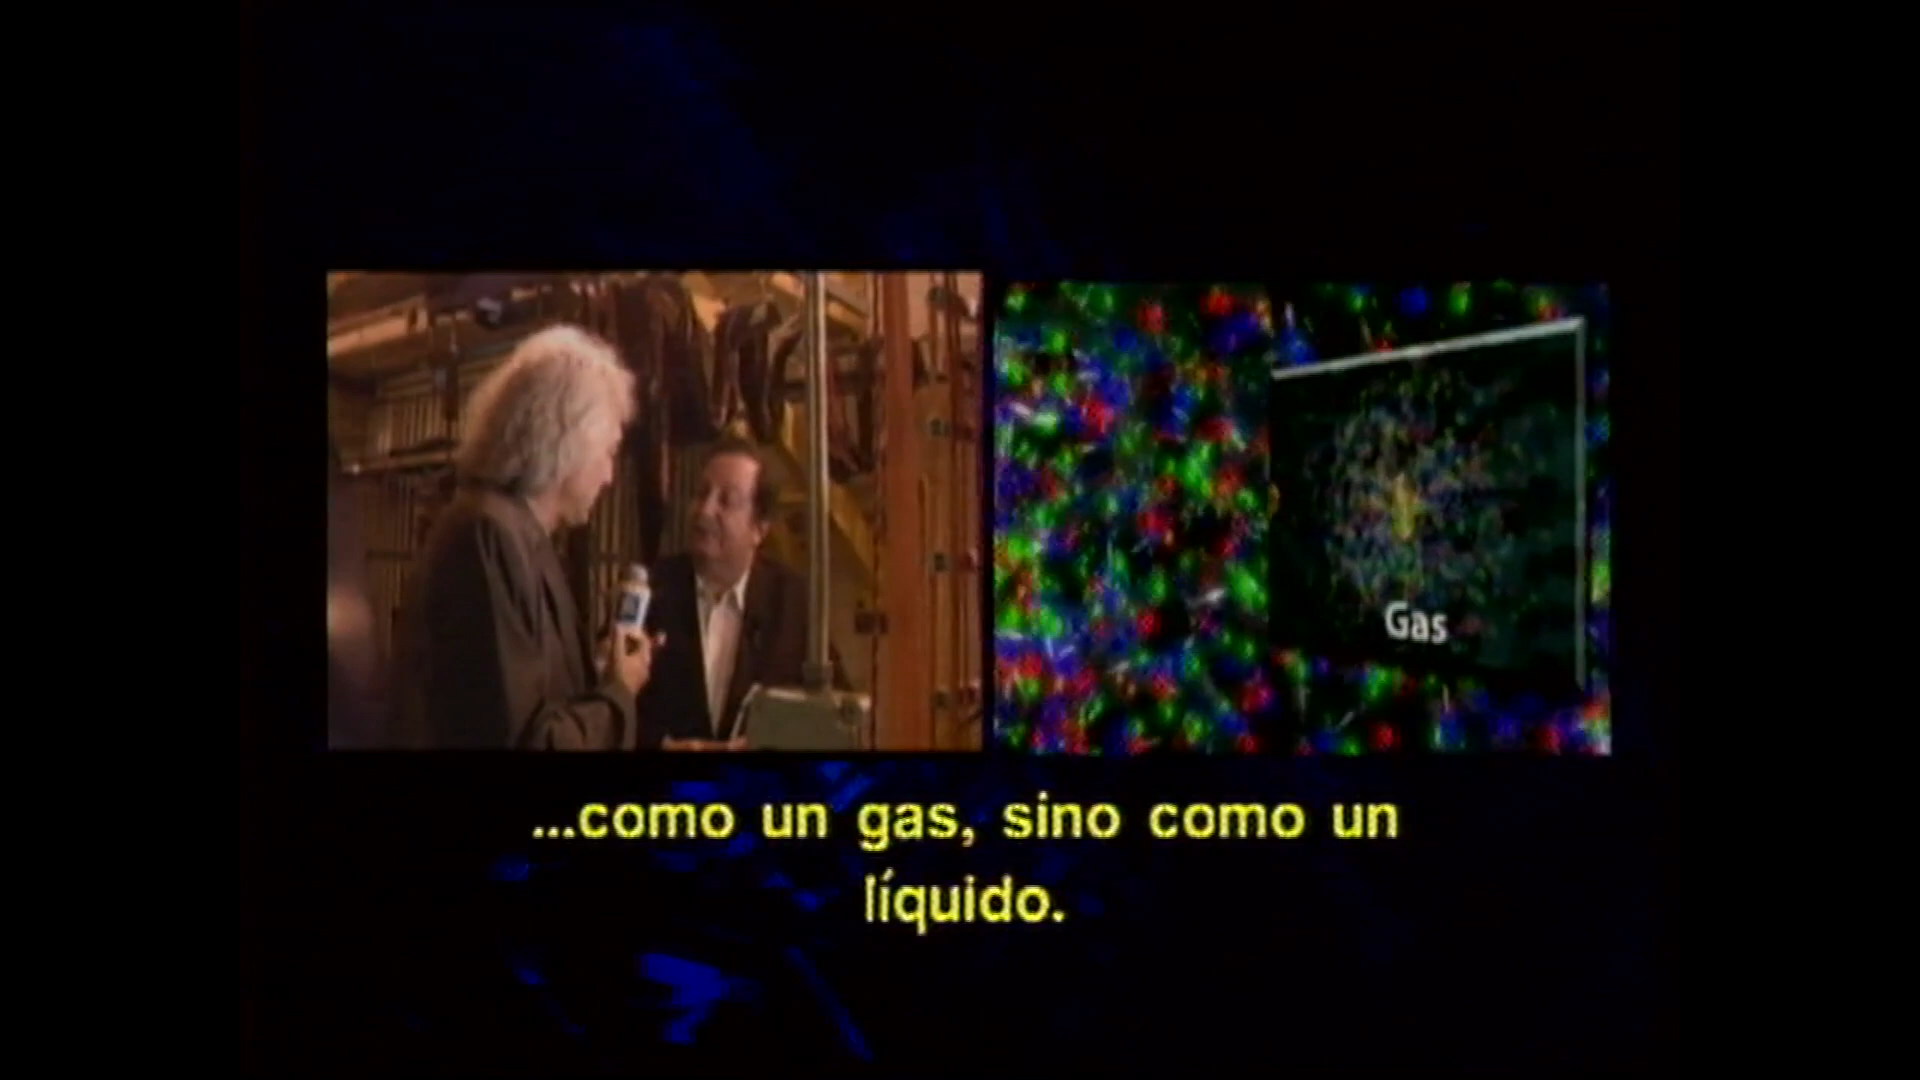 Gas
...como un gas, sino como un
líquido.